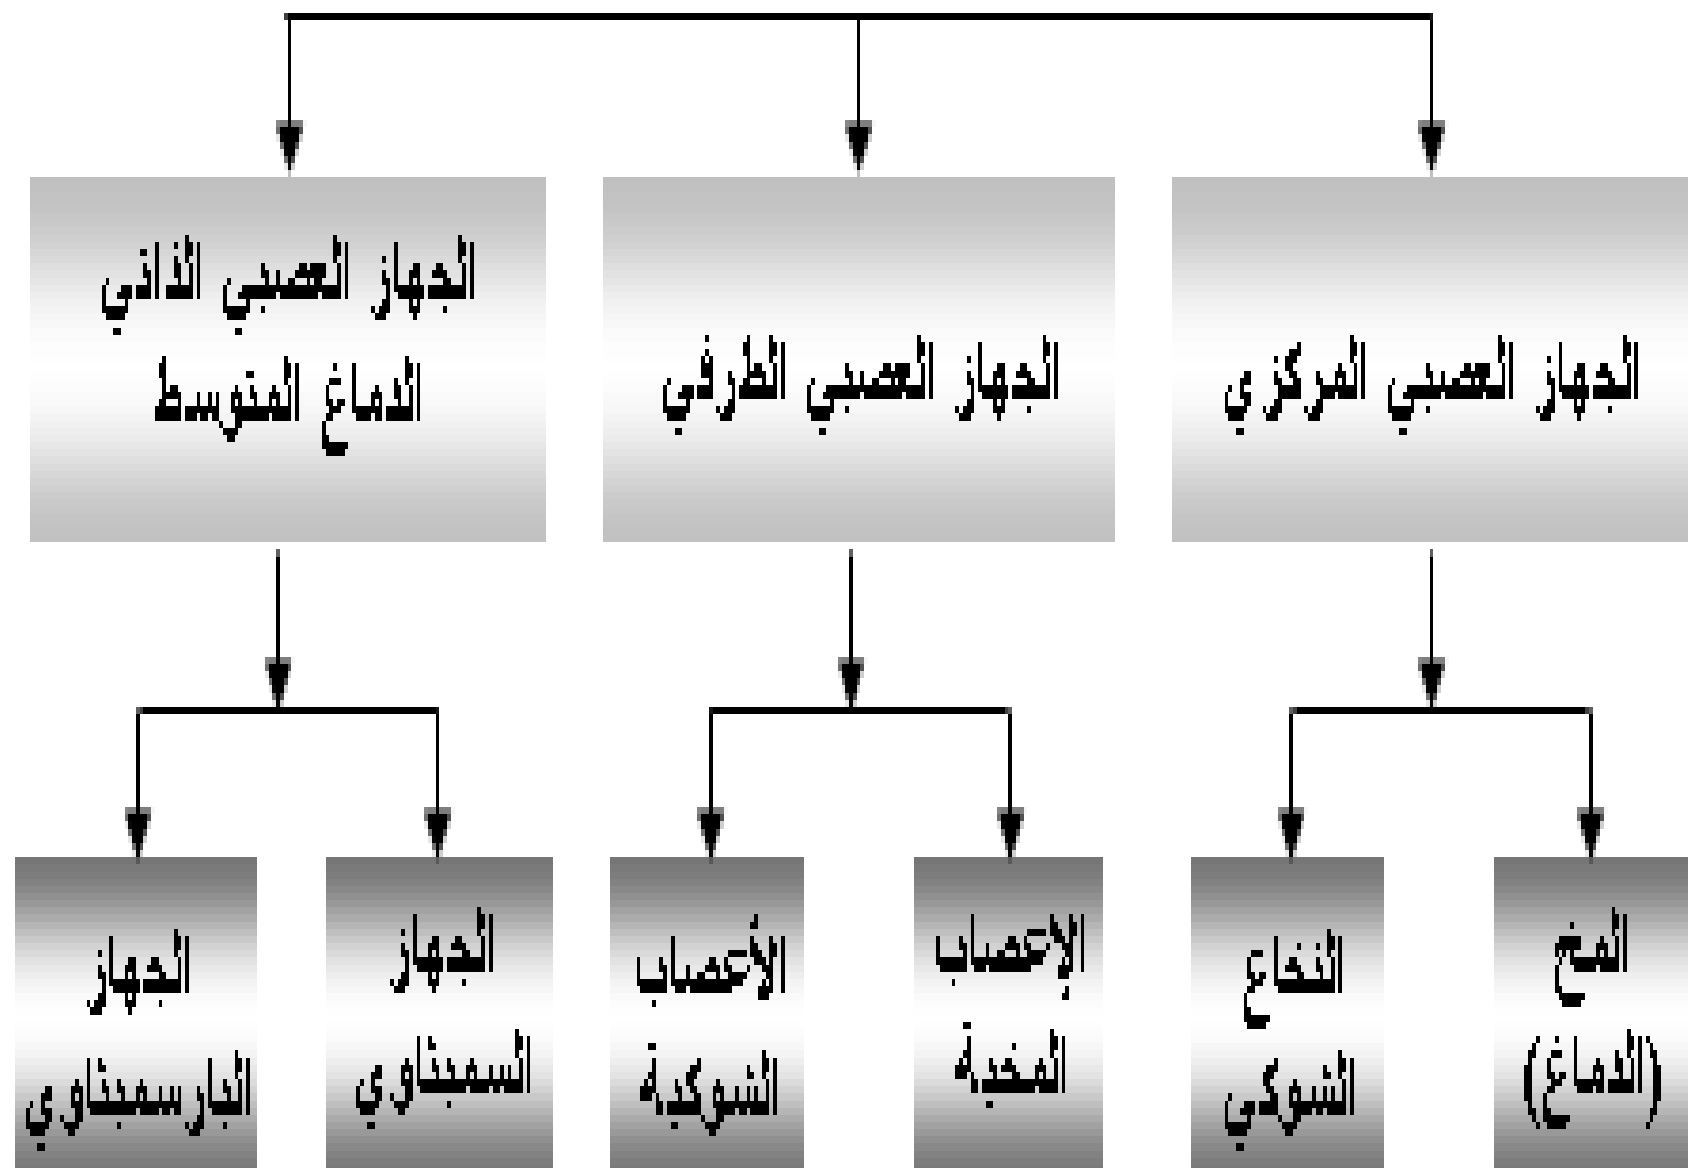 الجهاز العصبي المركزي
الجهاز العصبي الطرفي
الجهاز العصبي الذاتي
الدماغ المتوسط
المخ
(الدماغ)
النخاع
الشوكي
الإعصاب
المخية
الأعصاب
الشوكية
الجهاز
السمبثاوي
الجهاز
البارسمبثاوي